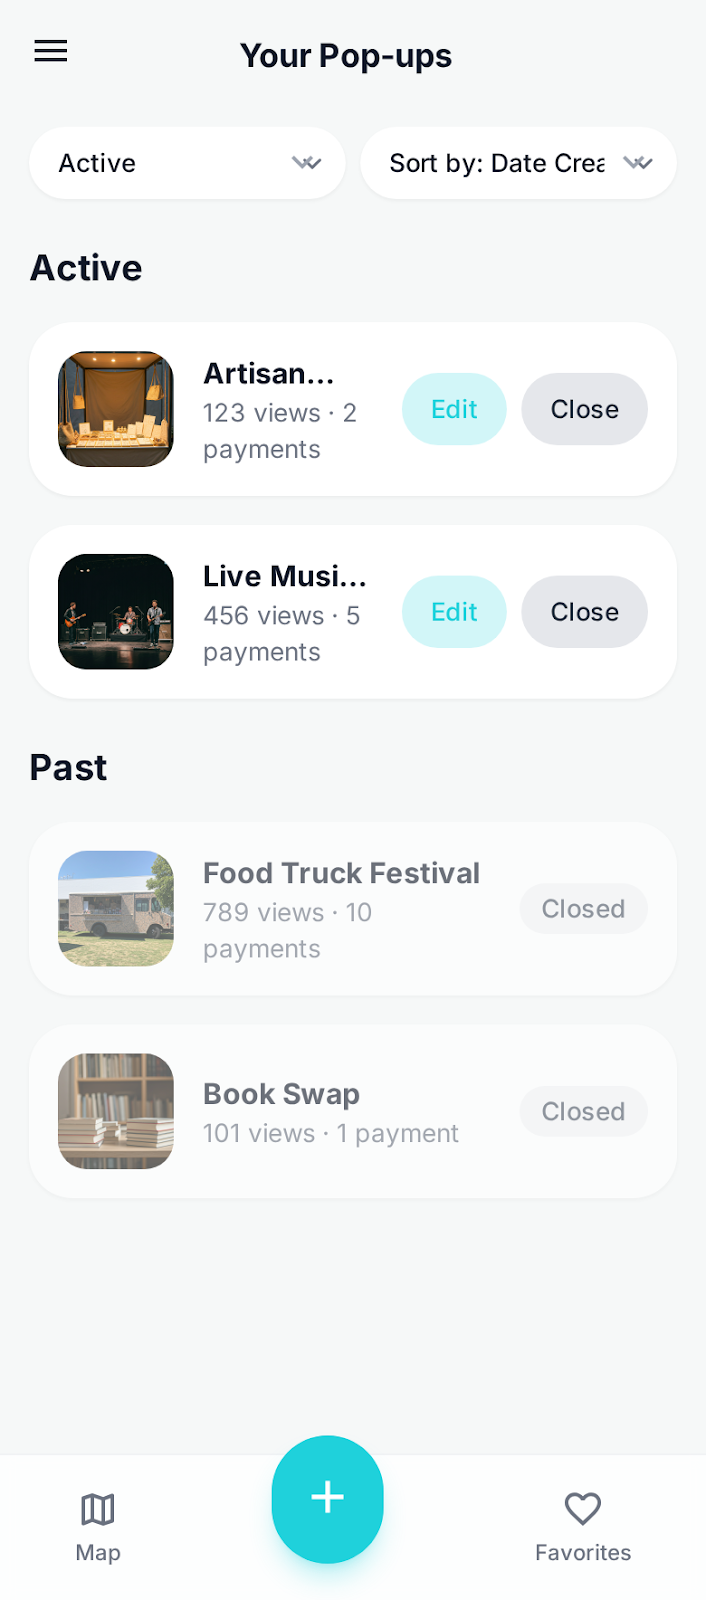 Your Pop-ups
Active
Sort by: Date Crea
Active
Artisan...
123 views · 2
payments
Edit
Close
Live Musi...
456 views · 5
payments
Edit
Close
Past
Food Truck Festival
789 views · 10
payments
Closed
Book Swap
101 views · 1 payment
Closed
Map
Favorites